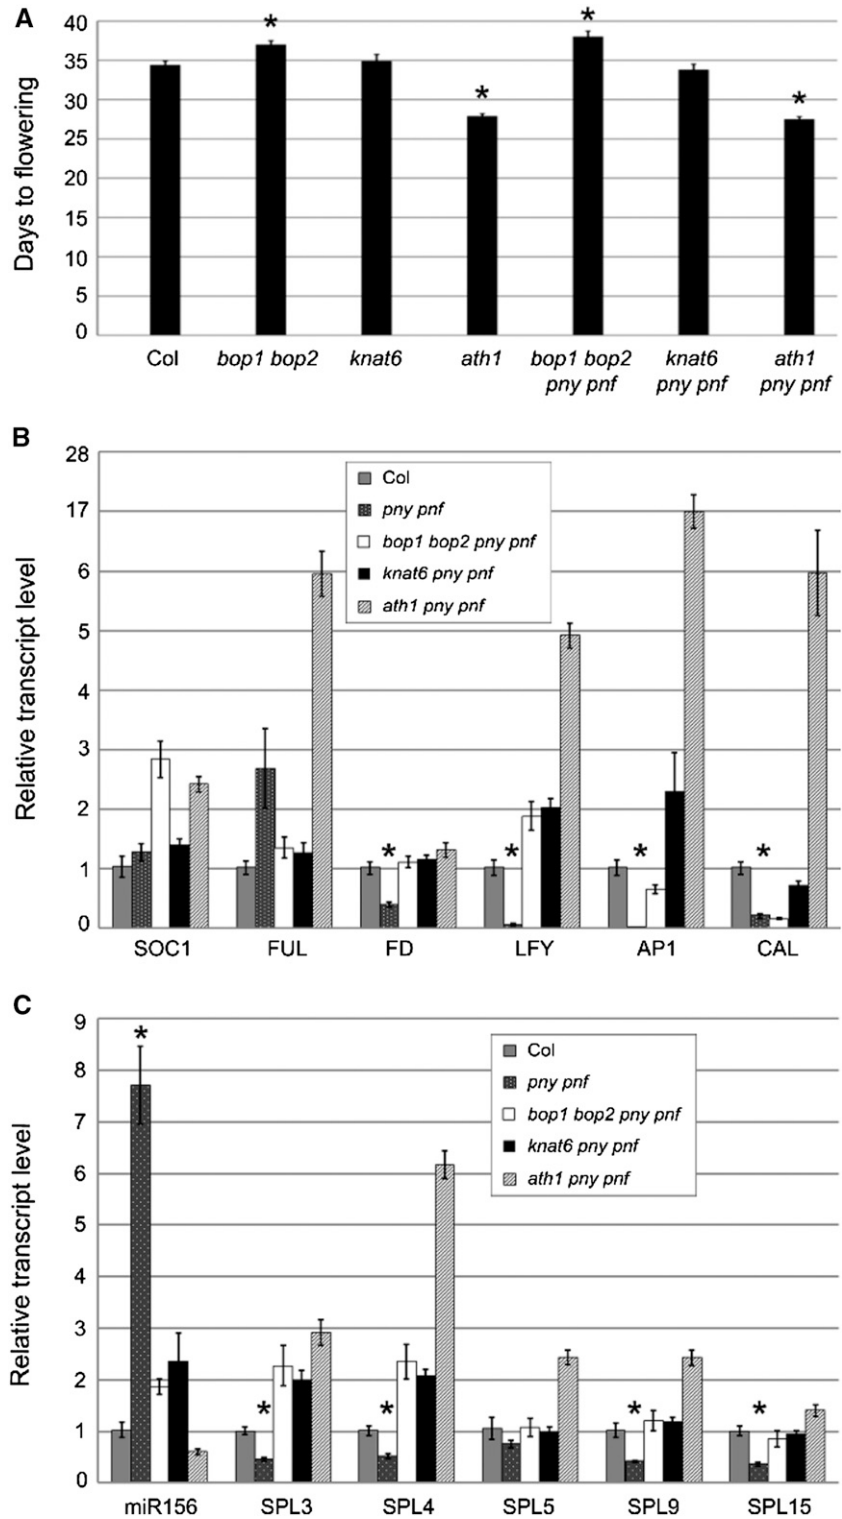 A
Days to flowering
40
35
30
25
20
15
10
5
0
*
*
*
*
Col
bop1 bop2
knat6
ath1
bop1 bop2
pny pnf
knat6
pny pnf
ath1
pny pnf
B
Relative transcript level
28
17
6
5
4
3
2
1
0
Col
pny pnf
bop1 bop2 pny pnf
knat6 pny pnf
ath1 pny pnf
*
*
*
*
SOC1
FUL
FD
LFY
AP1
CAL
C
Relative transcript level
9
8
7
6
5
4
3
2
1
0
Col
pny pnf
bop1 bop2 pny pnf
knat6 pny pnf
ath1 pny pnf
*
*
*
*
*
miR156
SPL3
SPL4
SPL5
SPL9
SPL15